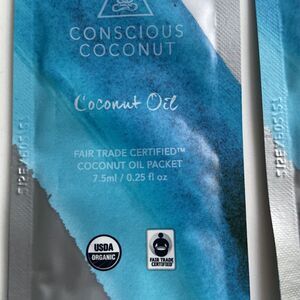 CONSCIOUS
COCONUT
Coconut Oil
FAIR TRADE CERTIFIED™
COCONUT OIL PACKET
7.5ml / 0.25 fl oz
USDA
ORGANIC
FAIR TRADE
CERTIFIED